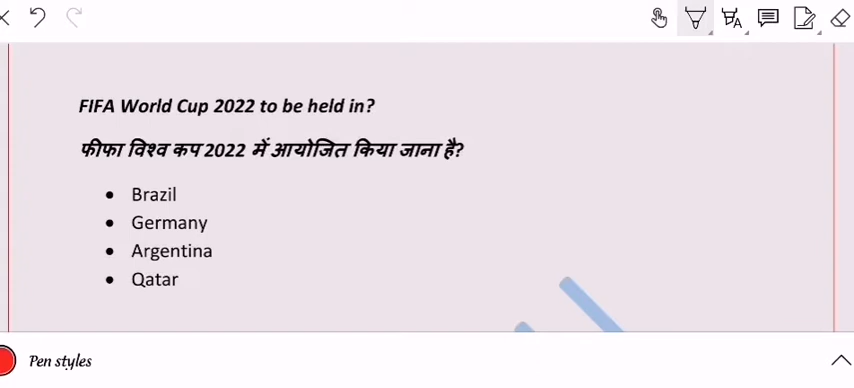 FIFA World Cup 2022 to be held in?
फीफा विश्व कप 2022 में आयोजित किया जाना है?
• Brazil
• Germany
• Argentina
• Qatar
Pen styles